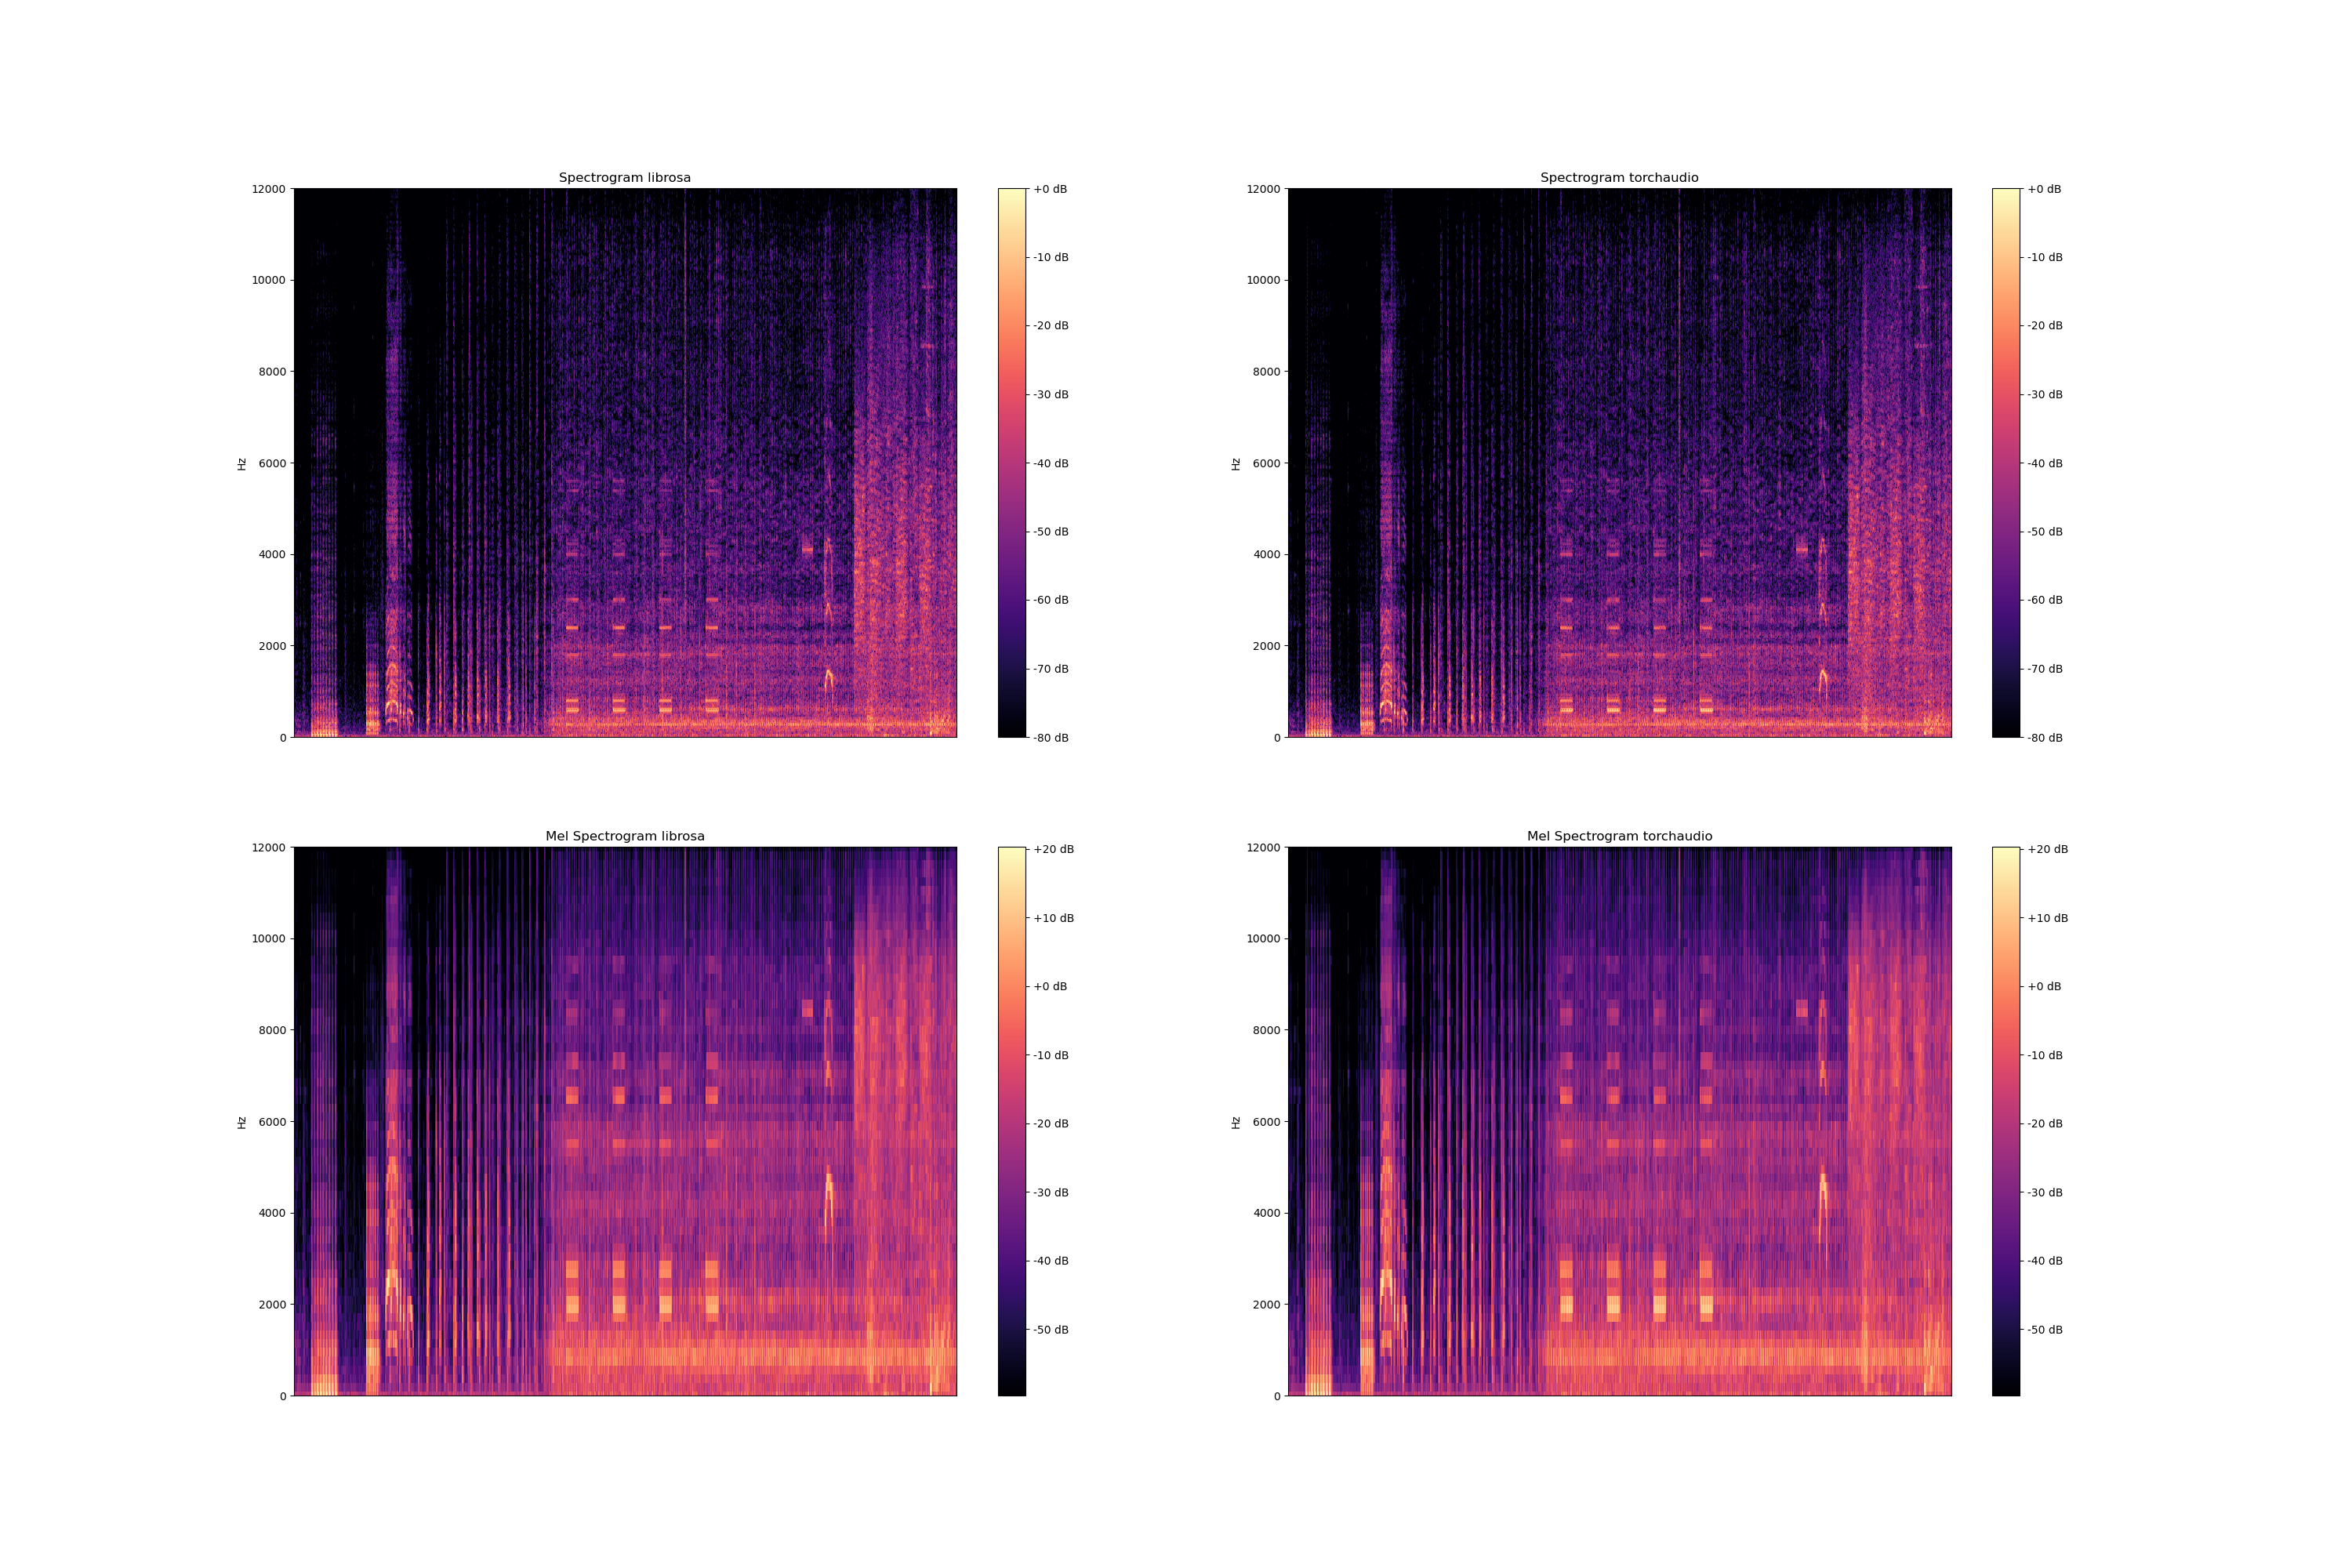 Spectrogram librosa
12000
10000
8000
6000
4000
2000
0
Hz
+0 dB
-10 dB
-20 dB
-30 dB
-40 dB
-50 dB
-60 dB
-70 dB
-80 dB
Spectrogram torchaudio
12000
10000
8000
6000
4000
2000
0
Hz
+0 dB
-10 dB
-20 dB
-30 dB
-40 dB
-50 dB
-60 dB
-70 dB
-80 dB
Mel Spectrogram librosa
12000
10000
8000
6000
4000
2000
0
Hz
+20 dB
+10 dB
+0 dB
-10 dB
-20 dB
-30 dB
-40 dB
-50 dB
Mel Spectrogram torchaudio
12000
10000
8000
6000
4000
2000
0
Hz
+20 dB
+10 dB
+0 dB
-10 dB
-20 dB
-30 dB
-40 dB
-50 dB